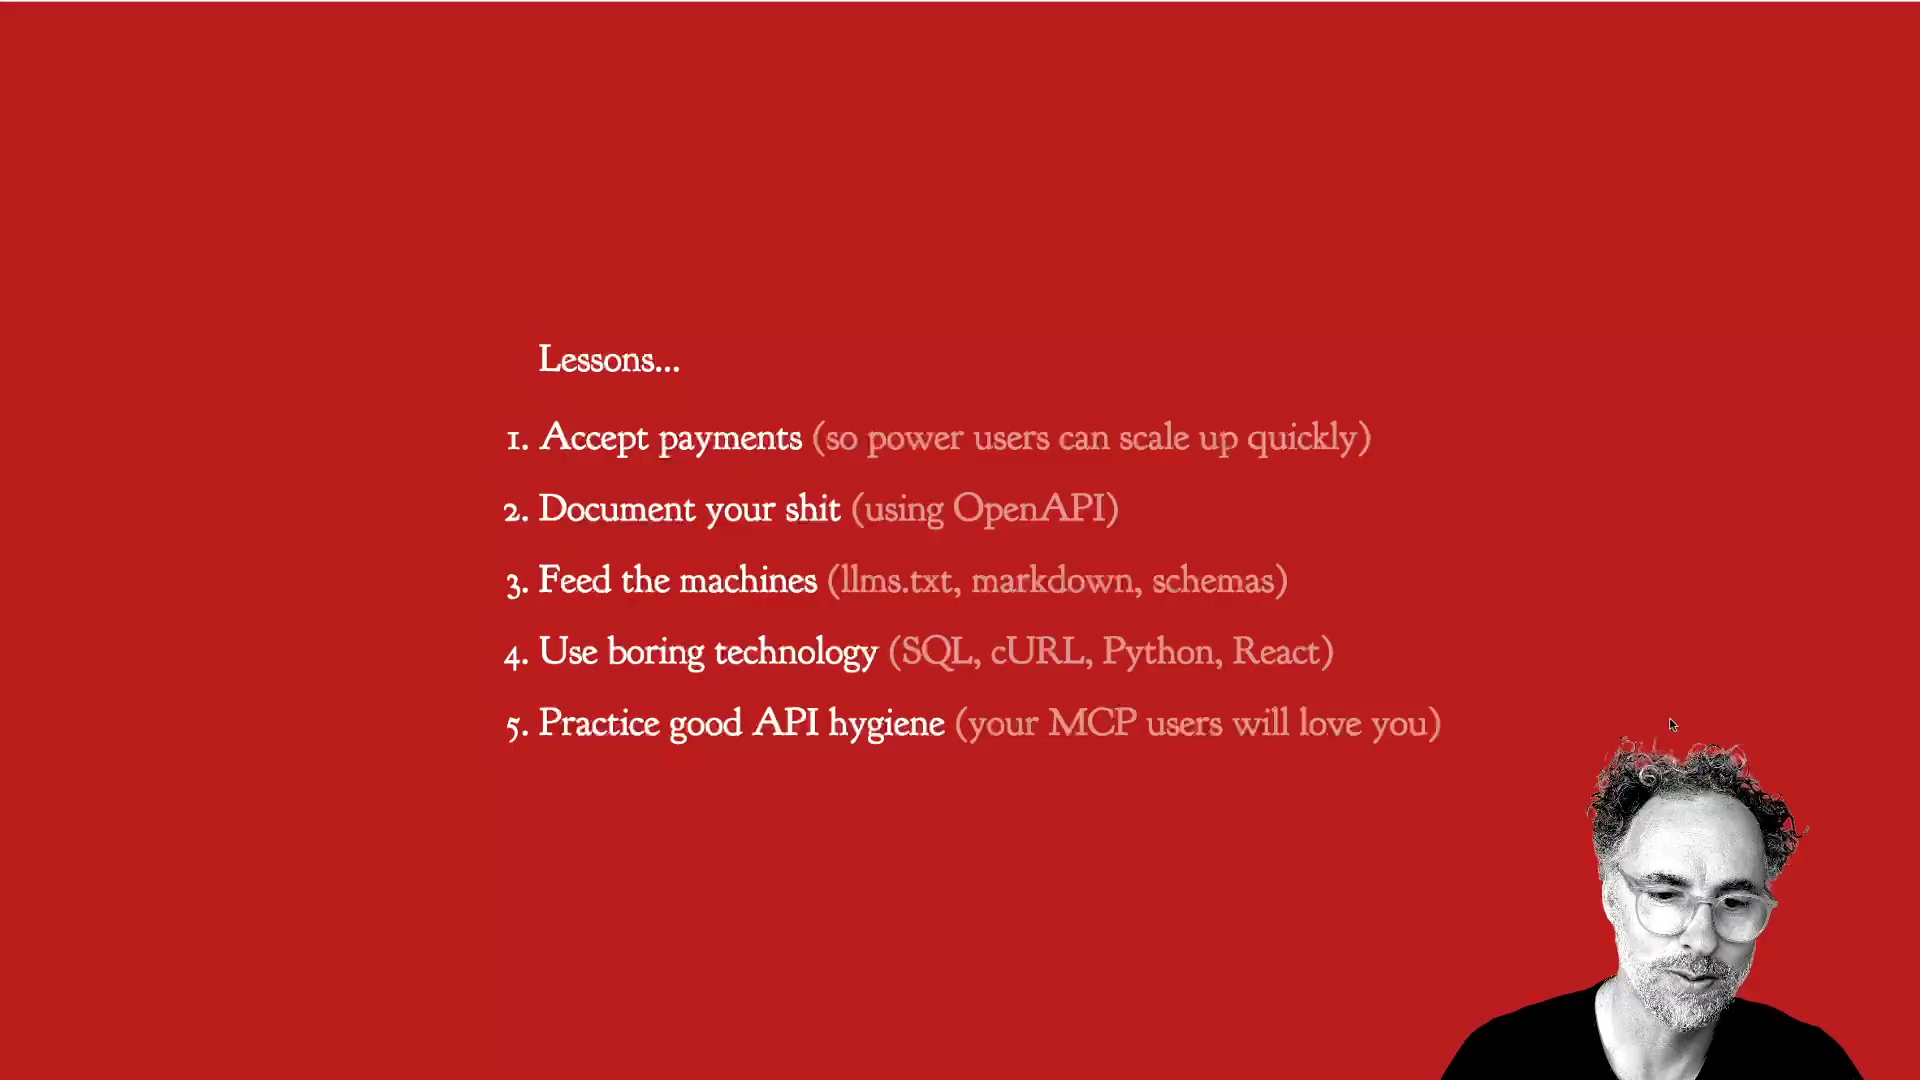 Lessons...
1. Accept payments (so power users can scale up quickly)
2. Document your shit (using OpenAPI)
3. Feed the machines (llms.txt, markdown, schemas)
4. Use boring technology (SQL, cURL, Python, React)
5. Practice good API hygiene (your MCP users will love you)